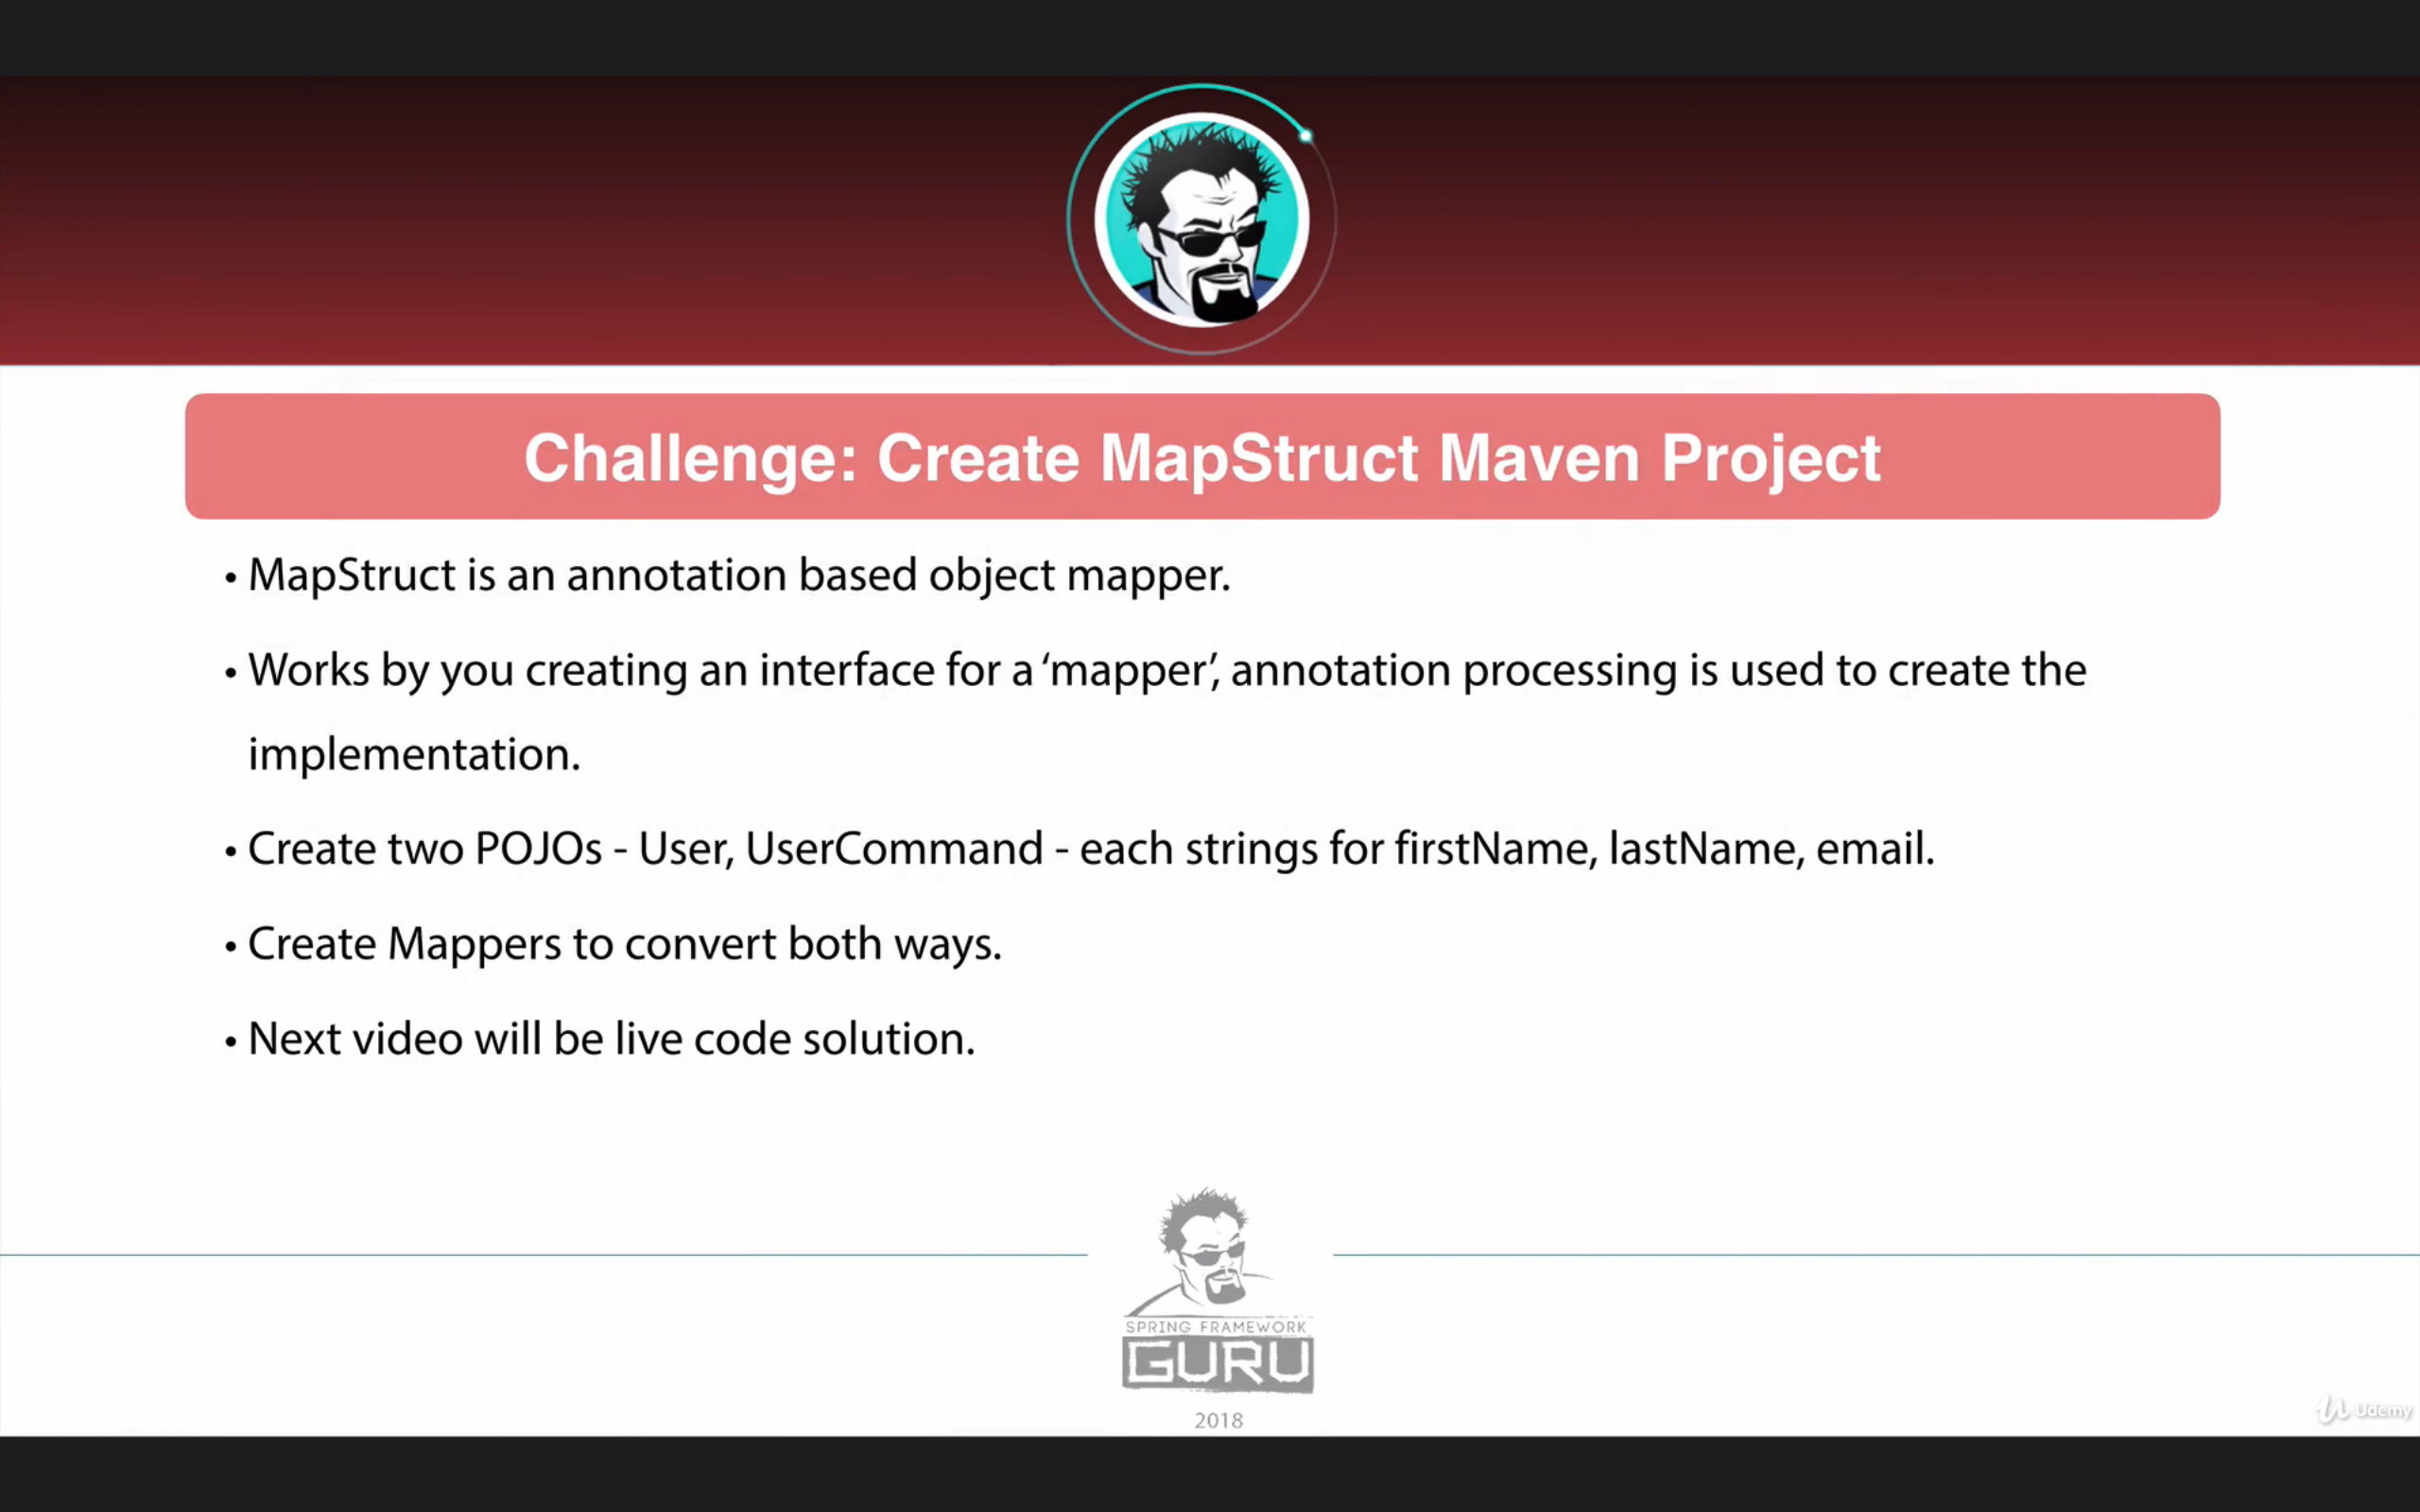 Challenge: Create MapStruct Maven Project
• MapStruct is an annotation based object mapper.
• Works by you creating an interface for a ‘mapper’, annotation processing is used to create the
implementation.
• Create two POJOs - User, UserCommand - each strings for firstName, lastName, email.
• Create Mappers to convert both ways.
• Next video will be live code solution.
SPRING FRAMEWORK
GURU
2018
Udemy